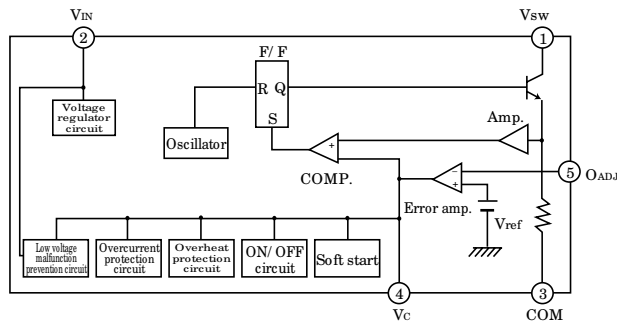 VIN
VSW
2
1
F/ F
R Q
S
Voltage
regulator
circuit
Oscillator
Amp.
+
COMP.
−
+
5
OADJ
Error amp.
Vref
Low voltage
malfunction
prevention circuit
Overcurrent
protection
circuit
Overheat
protection
circuit
ON/ OFF
circuit
Soft start
4
3
VC
COM